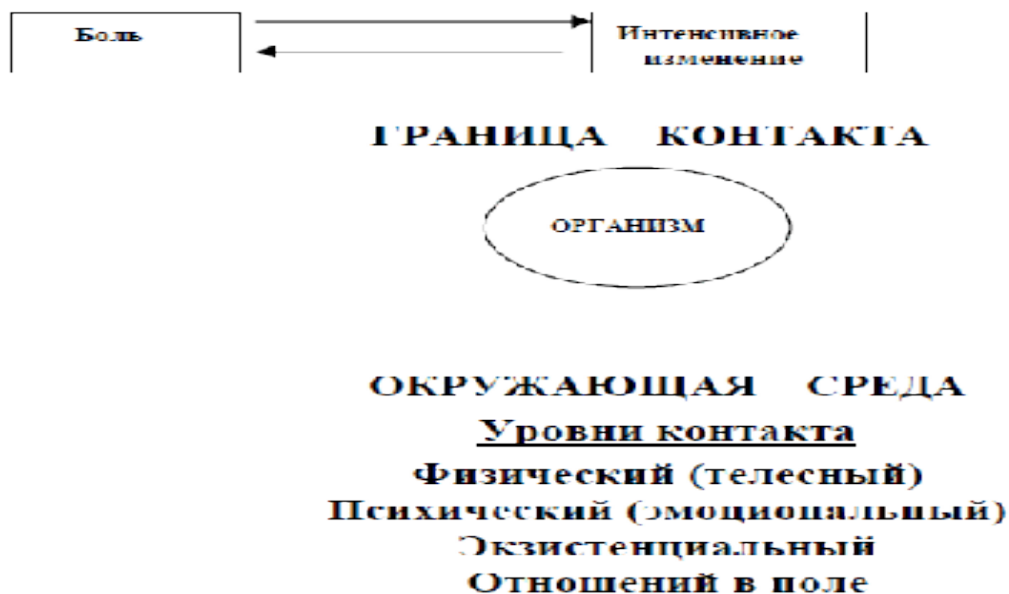 Боль
Интенсивное
изменение
ГРАНИЦА КОНТАКТА
ОРГАНИЗМ
ОКРУЖАЮЩАЯ СРЕДА
Уровни контакта
Физический (телесный)
Психический (эмоциональный)
Экзистенциальный
Отношений в поле